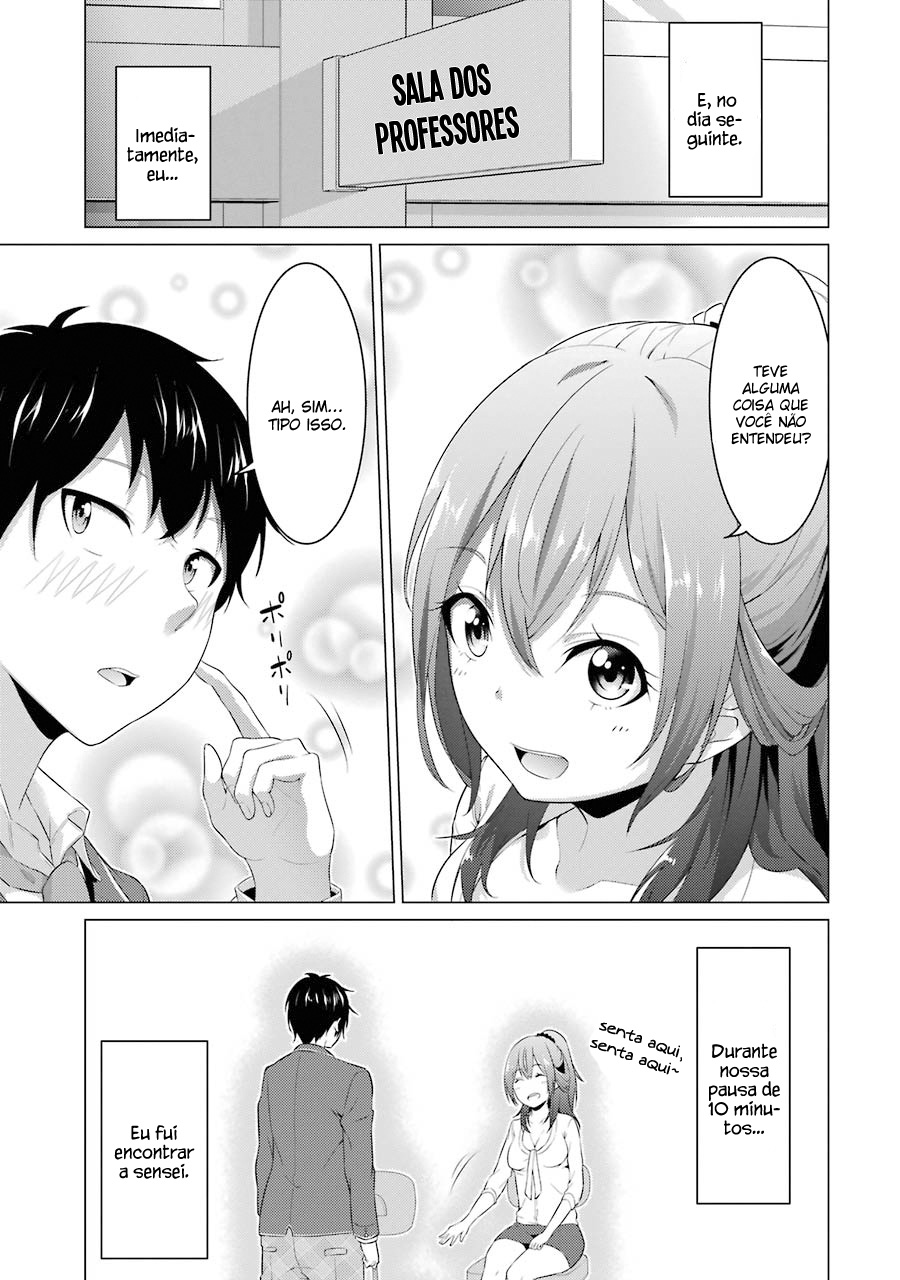 E, no
dia se-
guinte.
SALA DOS
PROFESSORES
Imedia-
tamente,
eu...
TEVE
ALGUMA
COISA QUE
VOCÊ NÃO
ENTENDEU?
AH, SIM...
TIPO ISSO.
ポリポリ
Durante
nossa
pausa de
10 minu-
tos...
senta aqui,
senta aqui~
Eu fui
encontrar
a sensei.